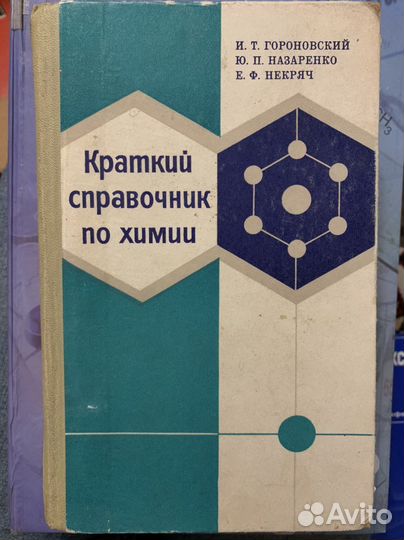 И. Т. ГОРОНОВСКИЙ
Ю. П. НАЗАРЕНКО
Е. Ф. НЕКРЯЧ
Краткий
справочник
по химии
Avito